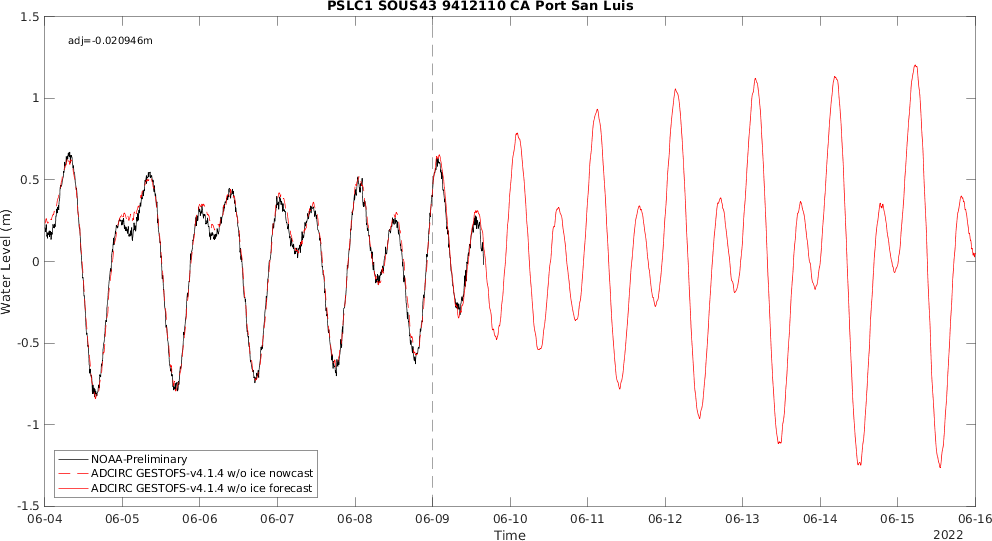 PSLC1 SOUS43 9412110 CA Port San Luis
adj=-0.020946m
1.5
1
0.5
0
-0.5
-1
-1.5
Water Level (m)
NOAA-Preliminary
ADCIRC GESTOFS-v4.1.4 w/o ice nowcast
ADCIRC GESTOFS-v4.1.4 w/o ice forecast
06-04 06-05 06-06 06-07 06-08 06-09 06-10 06-11 06-12 06-13 06-14 06-15 06-16
Time
2022